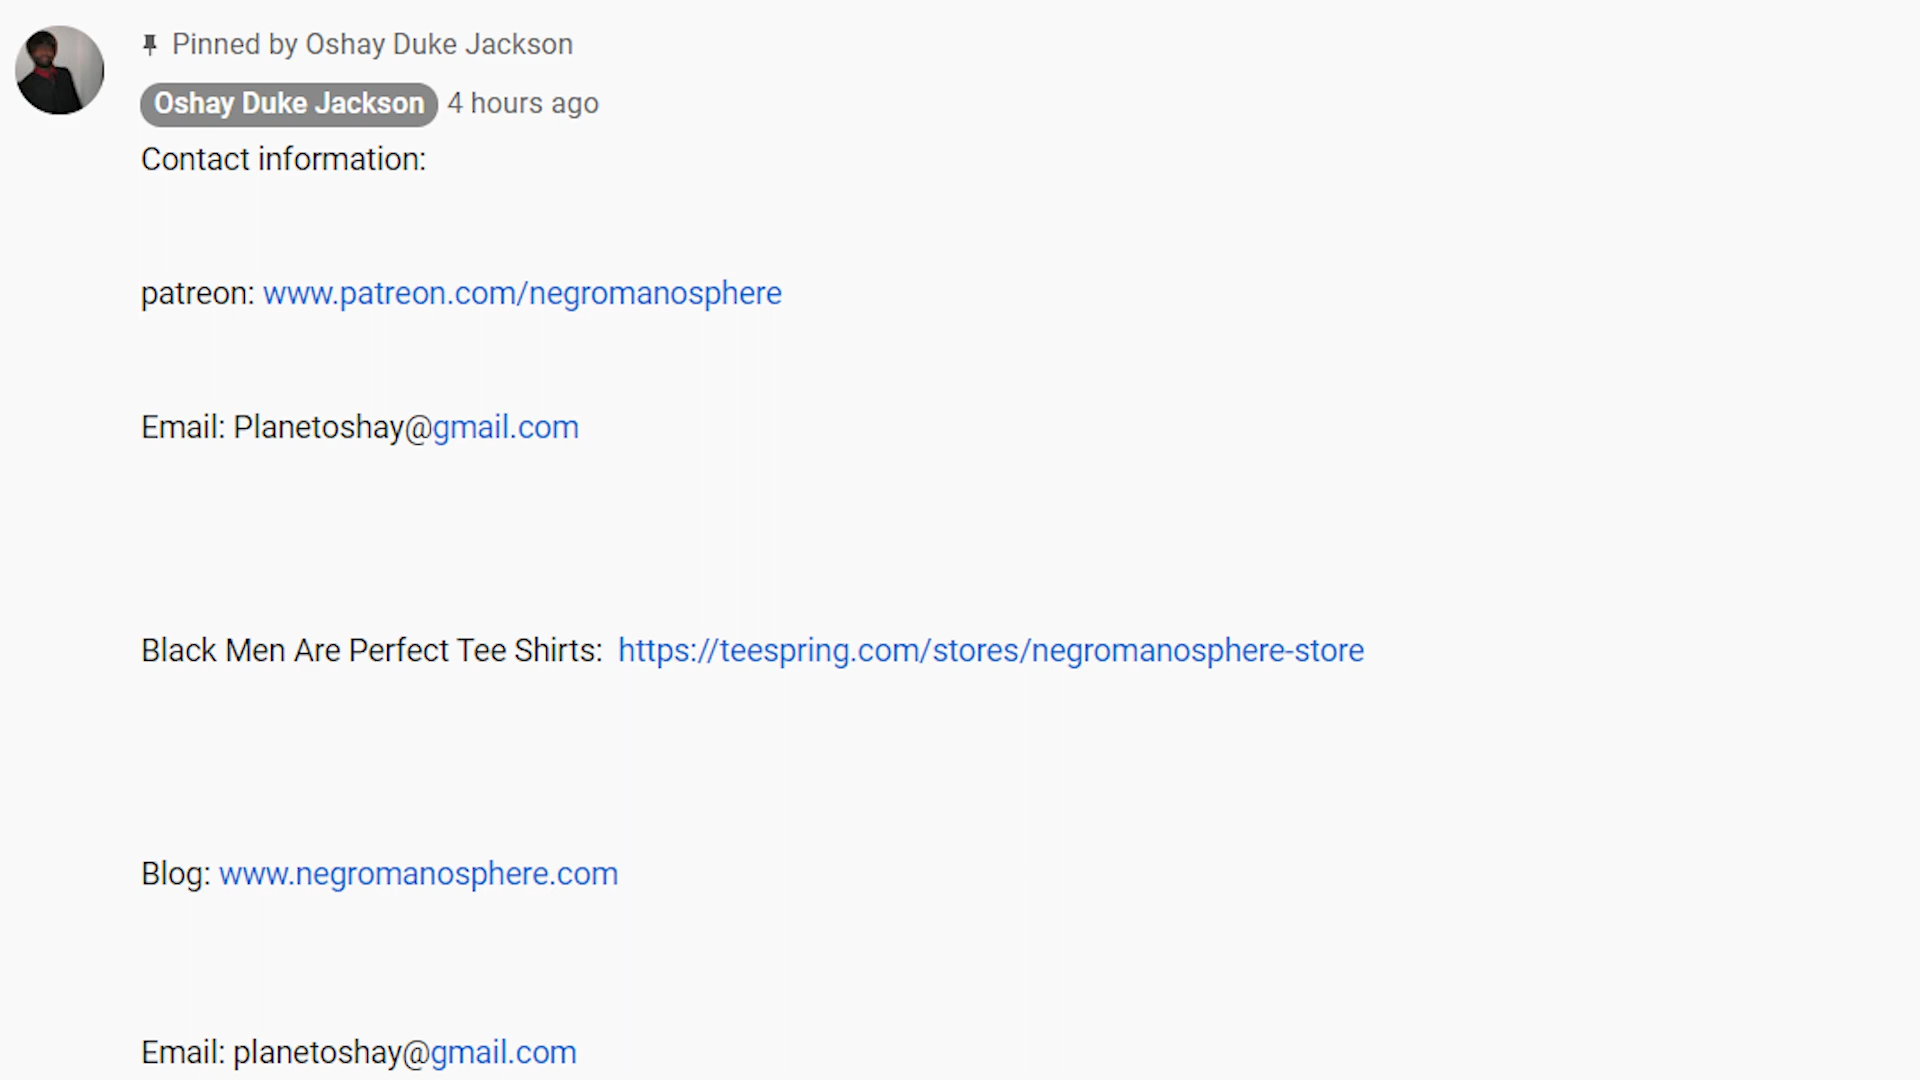 Pinned by Oshay Duke Jackson
Oshay Duke Jackson 4 hours ago
Contact information:
patreon: www.patreon.com/negromanosphere
Email: Planetoshay@gmail.com
Black Men Are Perfect Tee Shirts:  https://teespring.com/stores/negromanosphere-store
Blog: www.negromanosphere.com
Email: planetoshay@gmail.com